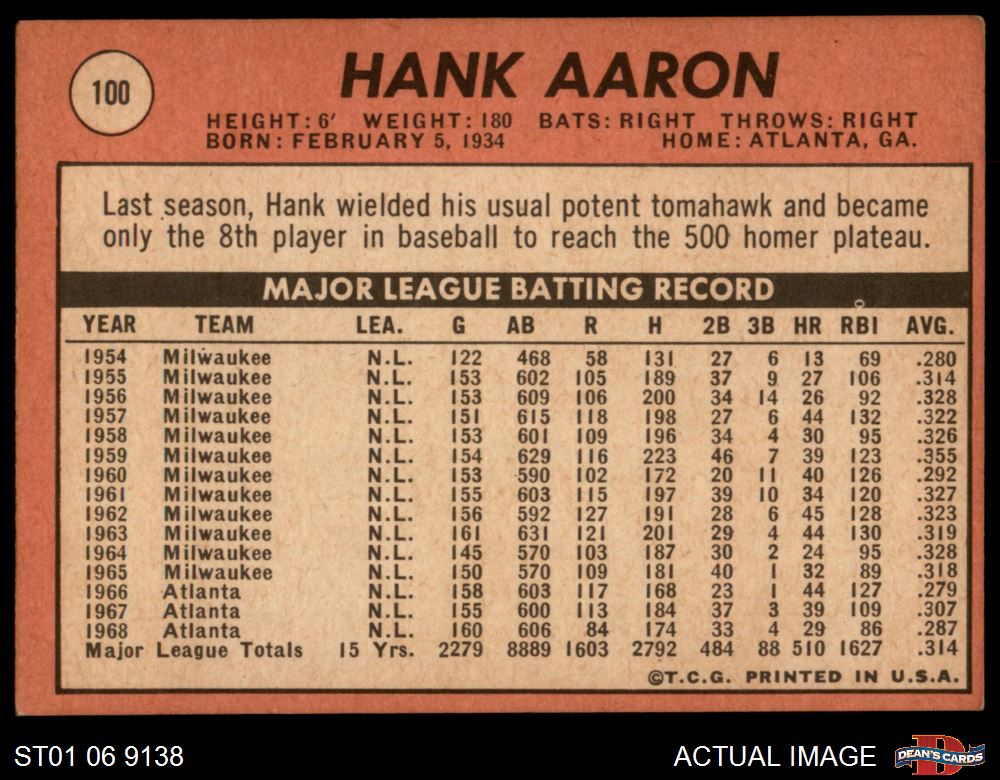 100
HANK AARON
HEIGHT: 6' WEIGHT: 180 BATS: RIGHT THROWS: RIGHT
BORN: FEBRUARY 5, 1934 HOME: ATLANTA, GA.
Last season, Hank wielded his usual potent tomahawk and became
only the 8th player in baseball to reach the 500 homer plateau.
MAJOR LEAGUE BATTING RECORD
YEAR TEAM LEA. G AB R H 2B 3B HR RBI AVG.
1954 Milwaukee N.L. 122 468 58 131 27 6 13 69 .280
1955 Milwaukee N.L. 153 602 105 189 37 9 27 106 .314
1956 Milwaukee N.L. 153 609 106 200 34 14 26 92 .328
1957 Milwaukee N.L. 151 615 118 198 27 6 44 132 .322
1958 Milwaukee N.L. 153 601 109 196 34 4 30 95 .326
1959 Milwaukee N.L. 154 629 116 223 46 7 39 123 .355
1960 Milwaukee N.L. 153 590 102 172 20 11 40 126 .292
1961 Milwaukee N.L. 155 603 115 197 39 10 34 120 .327
1962 Milwaukee N.L. 156 592 127 191 28 6 45 128 .323
1963 Milwaukee N.L. 161 631 121 201 29 4 44 130 .319
1964 Milwaukee N.L. 145 570 103 187 30 2 24 95 .328
1965 Milwaukee N.L. 150 570 109 181 40 1 32 89 .318
1966 Atlanta N.L. 158 603 117 168 23 1 44 127 .279
1967 Atlanta N.L. 155 600 113 184 37 3 39 109 .307
1968 Atlanta N.L. 160 606 84 174 33 4 29 86 .287
Major League Totals 15 Yrs. 2279 8889 1603 2792 484 88 510 1627 .314
©T.C.G. PRINTED IN U.S.A.
ST01 06 9138 ACTUAL IMAGE DEAN'S CARDS